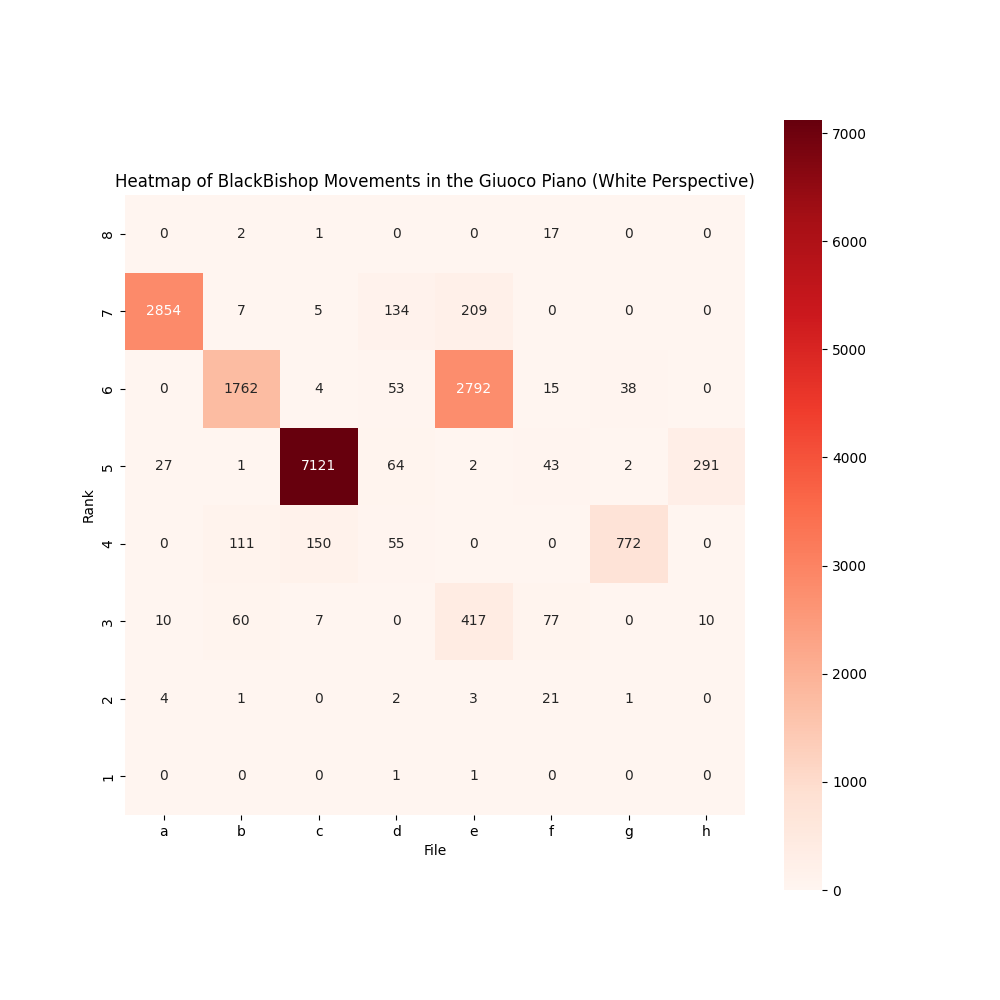 Heatmap of BlackBishop Movements in the Giuoco Piano (White Perspective)
8 0 2 1 0 0 17 0 0
7 2854 7 5 134 209 0 0 0
6 0 1762 4 53 2792 15 38 0
5 27 1 7121 64 2 43 2 291
4 0 111 150 55 0 0 772 0
3 10 60 7 0 417 77 0 10
2 4 1 0 2 3 21 1 0
1 0 0 0 1 1 0 0 0
a b c d e f g h
File
Rank
7000
6000
5000
4000
3000
2000
1000
0